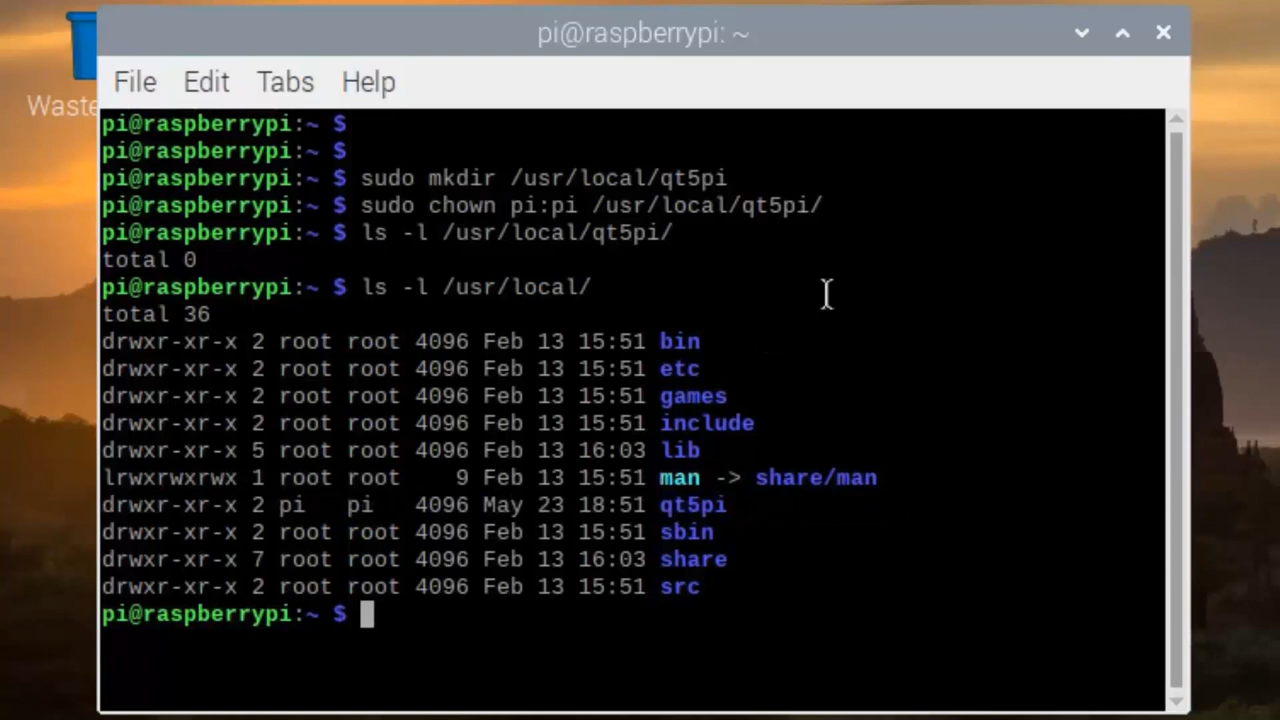 pi@raspberrypi: ~
Waste
File Edit Tabs Help
pi@raspberrypi:~ $
pi@raspberrypi:~ $
pi@raspberrypi:~ $ sudo mkdir /usr/local/qt5pi
pi@raspberrypi:~ $ sudo chown pi:pi /usr/local/qt5pi/
pi@raspberrypi:~ $ ls -l /usr/local/qt5pi/
total 0
pi@raspberrypi:~ $ ls -l /usr/local/
total 36
drwxr-xr-x 2 root root 4096 Feb 13 15:51 bin
drwxr-xr-x 2 root root 4096 Feb 13 15:51 etc
drwxr-xr-x 2 root root 4096 Feb 13 15:51 games
drwxr-xr-x 2 root root 4096 Feb 13 15:51 include
drwxr-xr-x 5 root root 4096 Feb 13 16:03 lib
lrwxrwxrwx 1 root root    9 Feb 13 15:51 man -> share/man
drwxr-xr-x 2 pi   pi   4096 May 23 18:51 qt5pi
drwxr-xr-x 2 root root 4096 Feb 13 15:51 sbin
drwxr-xr-x 7 root root 4096 Feb 13 16:03 share
drwxr-xr-x 2 root root 4096 Feb 13 15:51 src
pi@raspberrypi:~ $